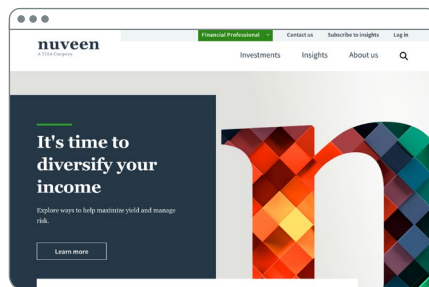 Financial Professional
Contact us
Subscribe to insights
Log in
nuveen
A TIAA Company
Investments
Insights
About us
It's time to
diversify your
income
Explore ways to help maximize yield and manage
risk.
Learn more
n